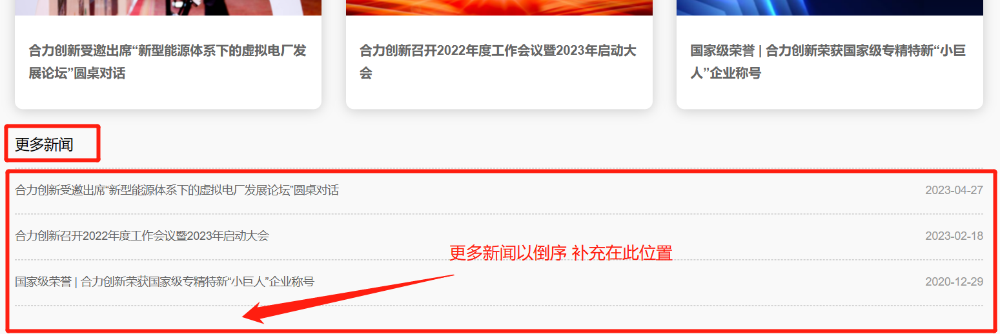 合力创新受邀出席“新型能源体系下的虚拟电厂发
展论坛”圆桌对话
合力创新召开2022年度工作会议暨2023年启动大
会
国家级荣誉 | 合力创新荣获国家级专精特新“小巨
人”企业称号
更多新闻
合力创新受邀出席“新型能源体系下的虚拟电厂发展论坛”圆桌对话
2023-04-27
合力创新召开2022年度工作会议暨2023年启动大会
2023-02-18
更多新闻以倒序 补充在此位置
国家级荣誉 | 合力创新荣获国家级专精特新“小巨人”企业称号
2020-12-29